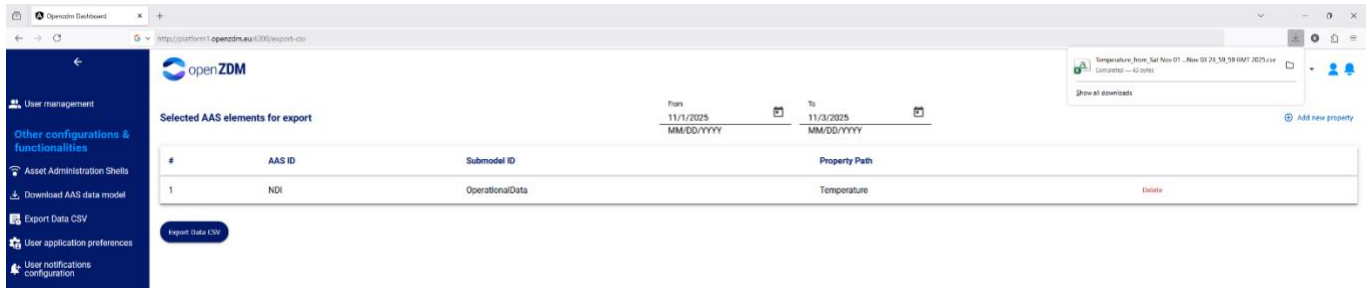 Openzdm Dashboard
http://platform1.openzdm.eu:4200/export-csv
Temperature_from_Sat Nov 01 ...Nov 03 23_59_59 GMT 2025.csv
Completed — 43 bytes
Show all downloads
openZDM
User management
Other configurations &
functionalities
Asset Administration Shells
Download AAS data model
Export Data CSV
User application preferences
User notifications
configuration
Selected AAS elements for export
From
11/1/2025
MM/DD/YYYY
To
11/3/2025
MM/DD/YYYY
Add new property
# AAS ID Submodel ID Property Path
1 NDI OperationalData Temperature Delete
Export Data CSV